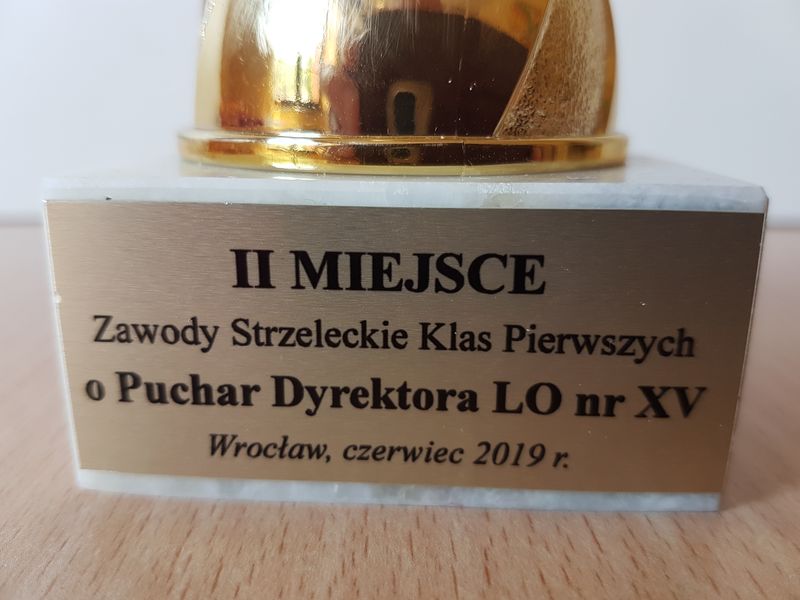 II MIEJSCE
Zawody Strzeleckie Klas Pierwszych
o Puchar Dyrektora LO nr XV
Wrocław, czerwiec 2019 r.